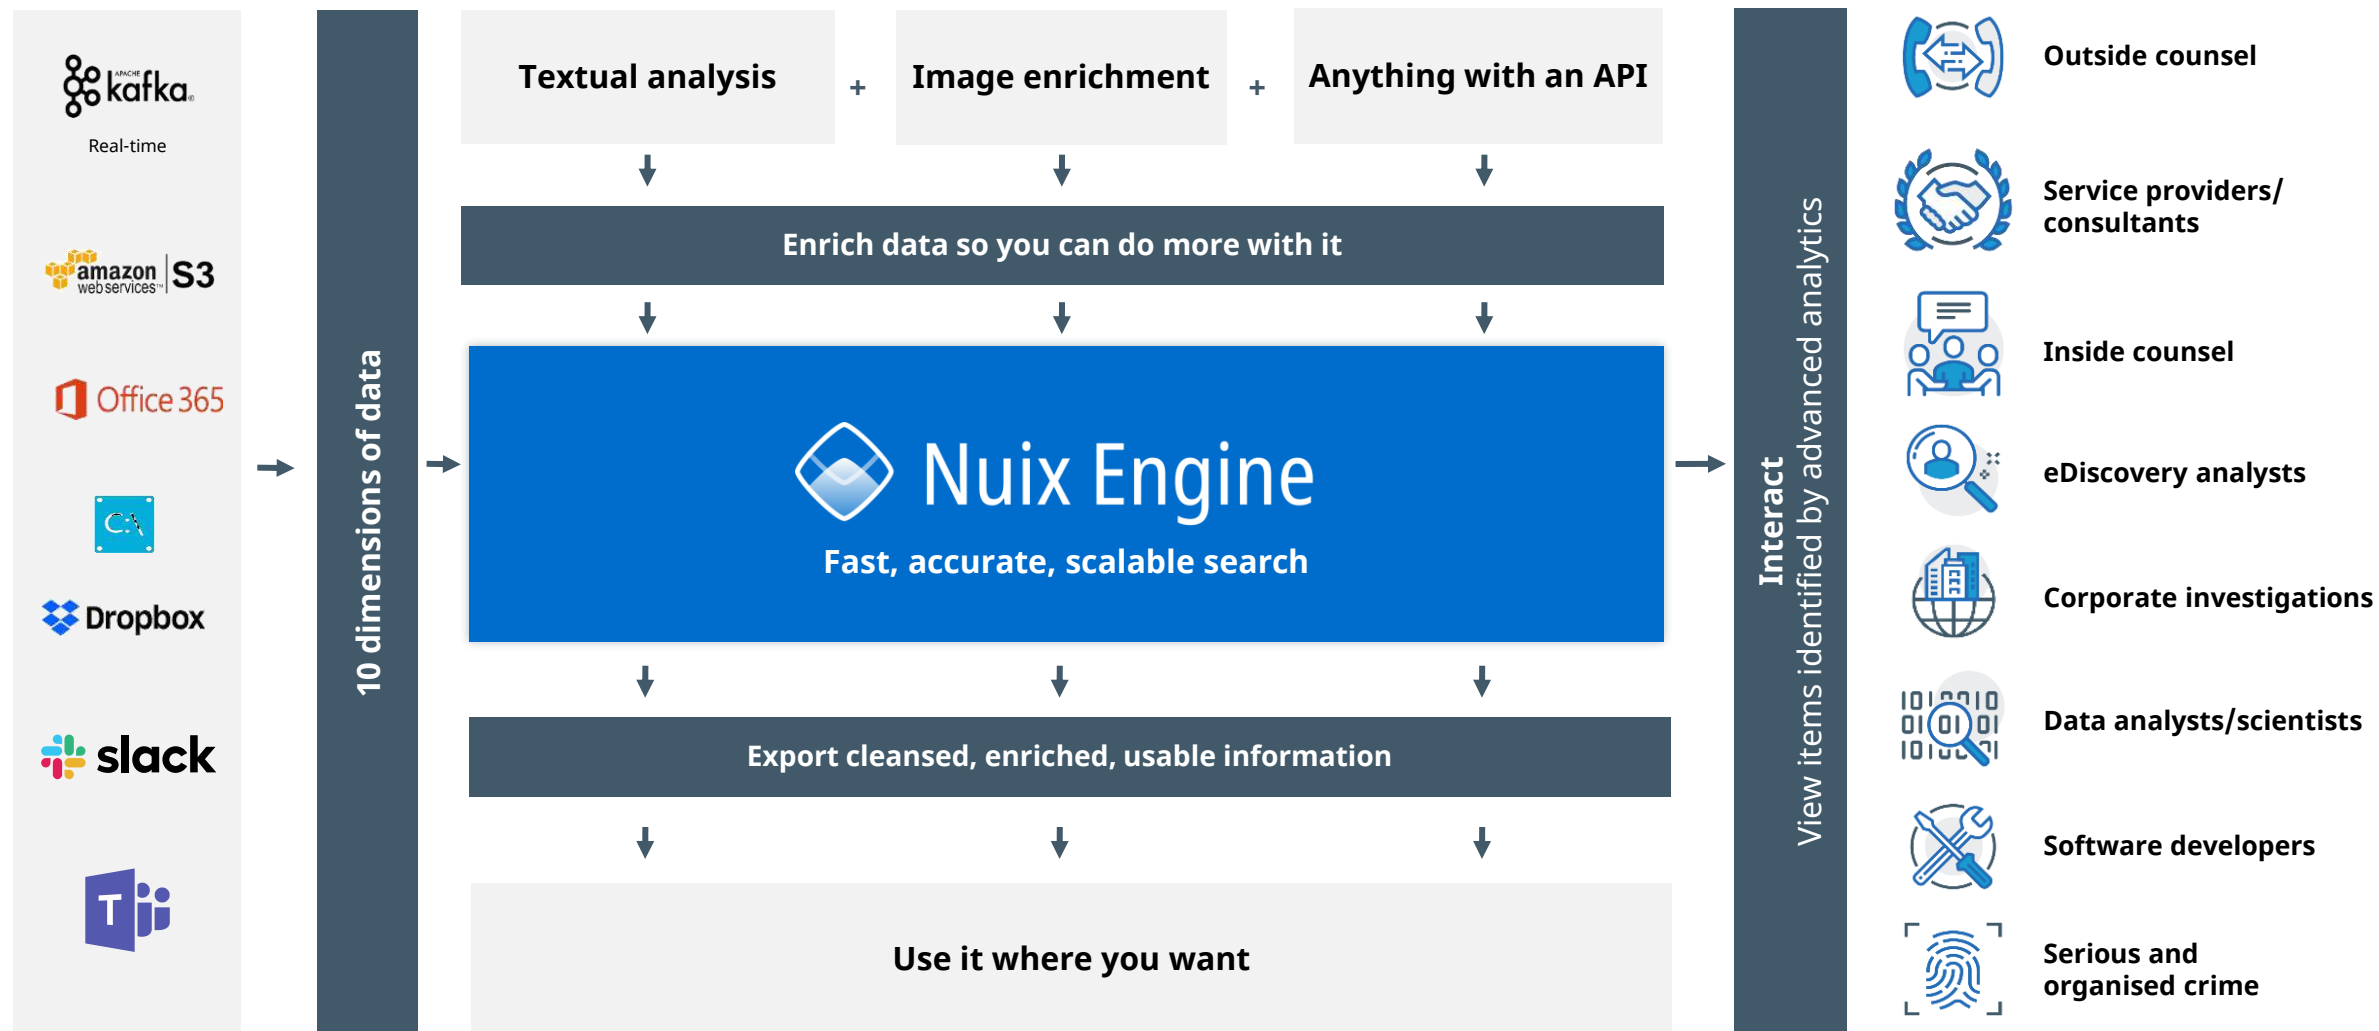 APACHE
kafka®
Real-time
amazon
web services™
S3
Office 365
C:\
Dropbox
slack
T
10 dimensions of data
Textual analysis
+
Image enrichment
+
Anything with an API
Enrich data so you can do more with it
Nuix Engine
Fast, accurate, scalable search
Export cleansed, enriched, usable information
Use it where you want
Interact
View items identified by advanced analytics
Outside counsel
Service providers/
consultants
Inside counsel
eDiscovery analysts
Corporate investigations
Data analysts/scientists
Software developers
Serious and
organised crime